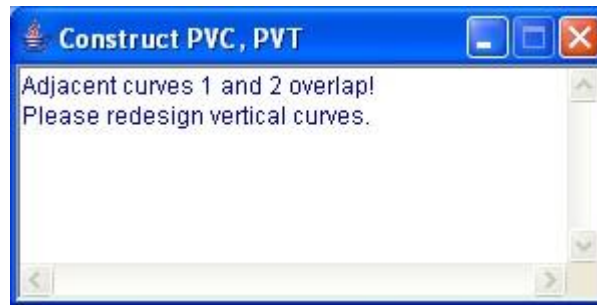 Construct PVC, PVT
Adjacent curves 1 and 2 overlap!
Please redesign vertical curves.